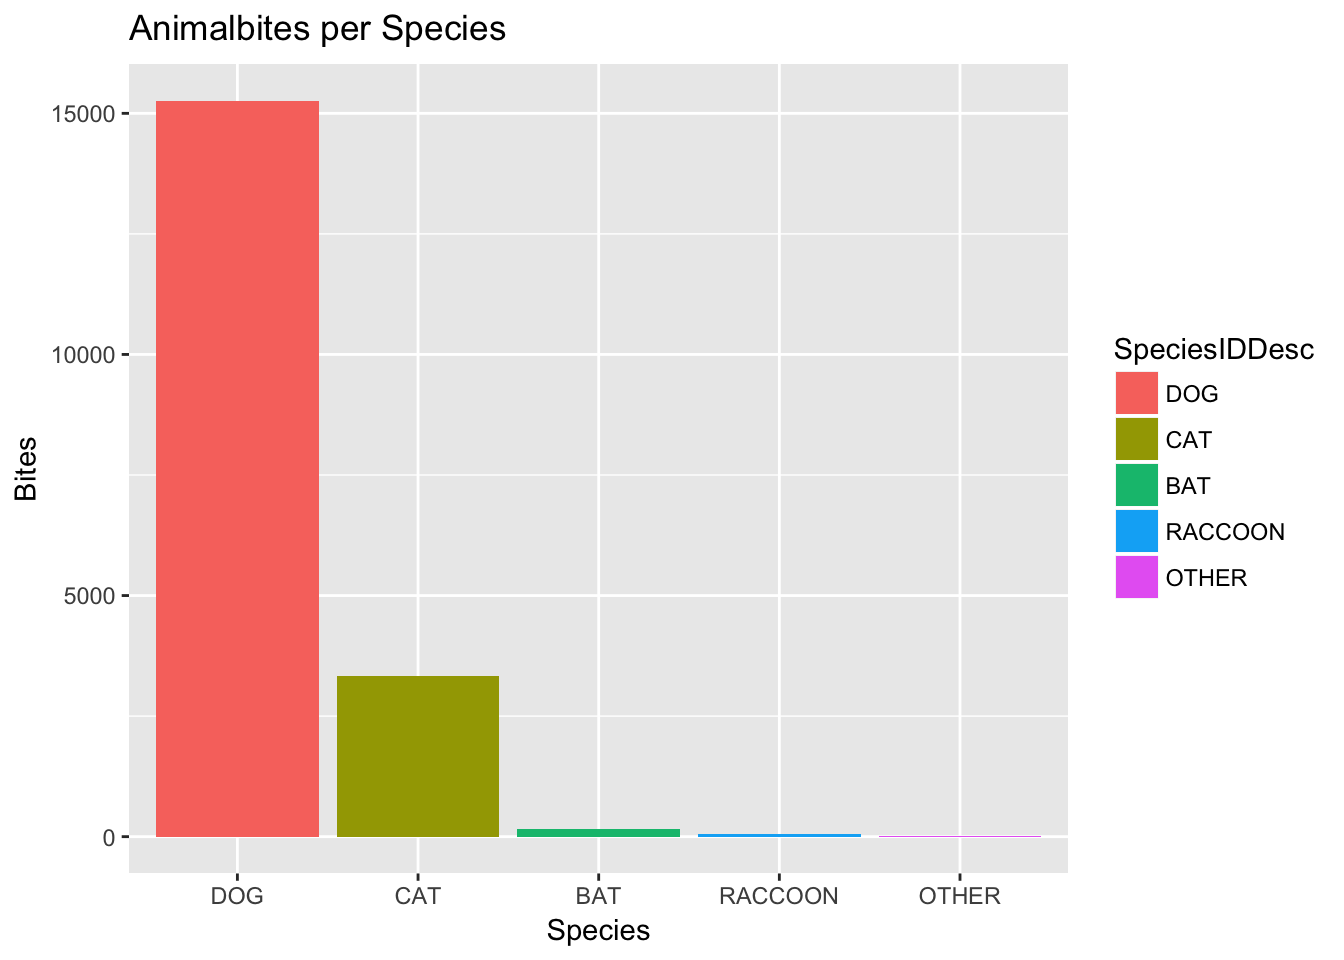 Animalbites per Species
15000
10000
5000
0
Bites
DOG
CAT
BAT
RACCOON
OTHER
Species
SpeciesIDDesc
DOG
CAT
BAT
RACCOON
OTHER